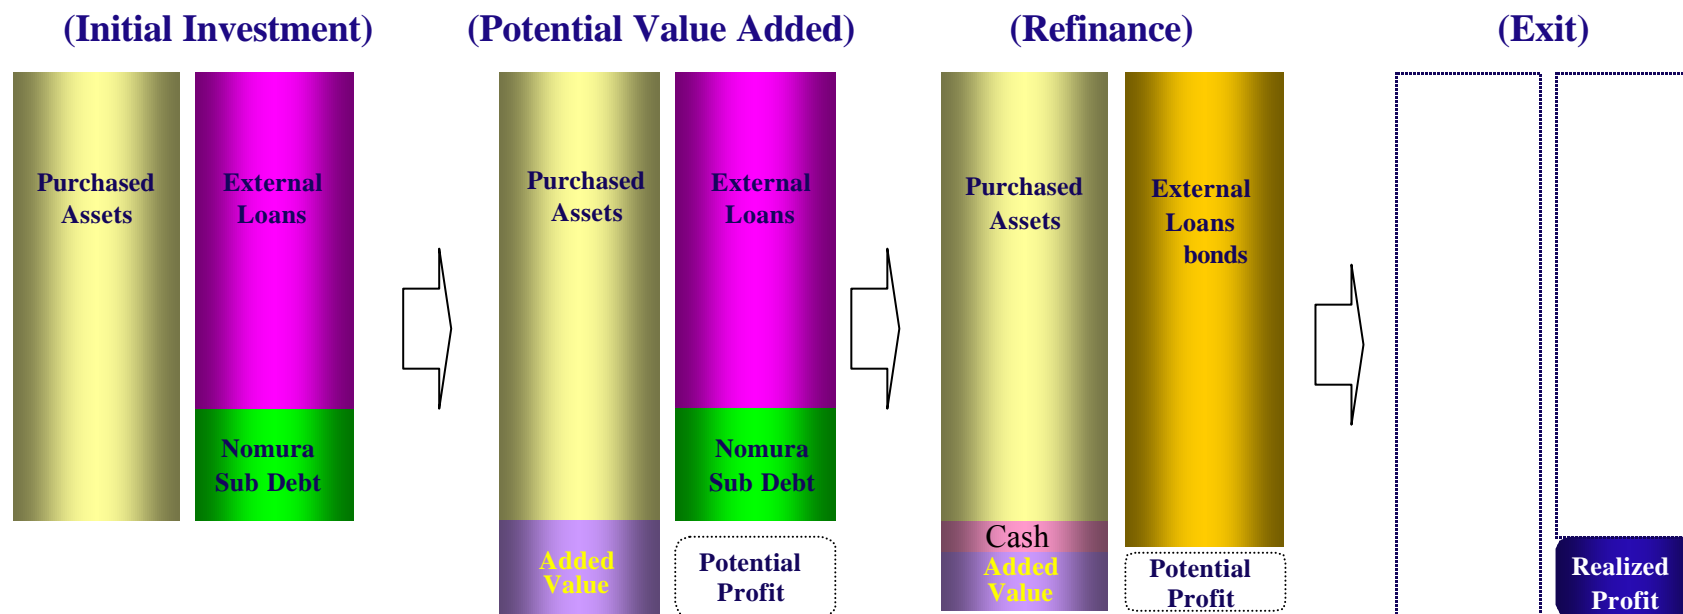 (Initial Investment)
(Potential Value Added)
(Refinance)
(Exit)
Purchased
Assets
External
Loans
Nomura
Sub Debt
Purchased
Assets
Added
Value
External
Loans
Nomura
Sub Debt
Potential
Profit
Purchased
Assets
Cash
Added
Value
External
Loans
bonds
Potential
Profit
Realized
Profit